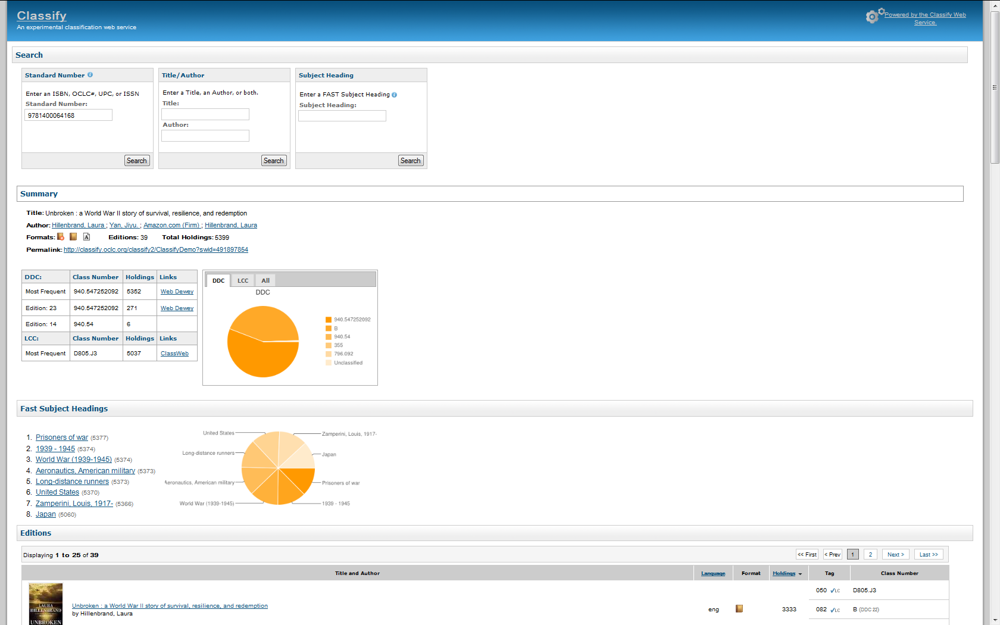 Classify
An experimental classification web service
Powered by the Classify Web
Service.
Search
Standard Number
Enter an ISBN, OCLC#, UPC, or ISSN
Standard Number:
9781400064168
Search
Title/Author
Enter a Title, an Author, or both.
Title:
Author:
Search
Subject Heading
Enter a FAST Subject Heading
Subject Heading:
Search
Summary
Title: Unbroken : a World War II story of survival, resilience, and redemption
Author: Hillenbrand, Laura ; Yan, Jiyu. ; Amazon.com (Firm) ; Hillenbrand, Laura
Formats: Editions: 39 Total Holdings: 5399
Permalink: http://classify.oclc.org/classify2/ClassifyDemo?swid=491897854
DDC: Class Number Holdings Links
Most Frequent 940.547252092 5352 Web Dewey
Edition: 23 940.547252092 271 Web Dewey
Edition: 14 940.54 6
LCC: Class Number Holdings Links
Most Frequent D805.J3 5037 ClassWeb
DDC LCC All
DDC
940.547252092
B
940.54
355
796.092
Unclassified
Fast Subject Headings
1. Prisoners of war (5377)
2. 1939 - 1945 (5374)
3. World War (1939-1945) (5374)
4. Aeronautics, American military (5373)
5. Long-distance runners (5373)
6. United States (5370)
7. Zamperini, Louis, 1917- (5366)
8. Japan (5060)
United States
Long-distance runners
Aeronautics, American military
World War (1939-1945)
Zamperini, Louis, 1917-
Japan
Prisoners of war
1939 - 1945
Editions
Displaying 1 to 25 of 39
<< First < Prev 1 2 Next > Last >>
Title and Author Language Format Holdings Tag Class Number
LAURA
HILLENBRAND
UNBROKEN
Unbroken : a World War II story of survival, resilience, and redemption
by Hillenbrand, Laura
eng 3333
050 LC D805.J3
082 LC B (DDC 22)